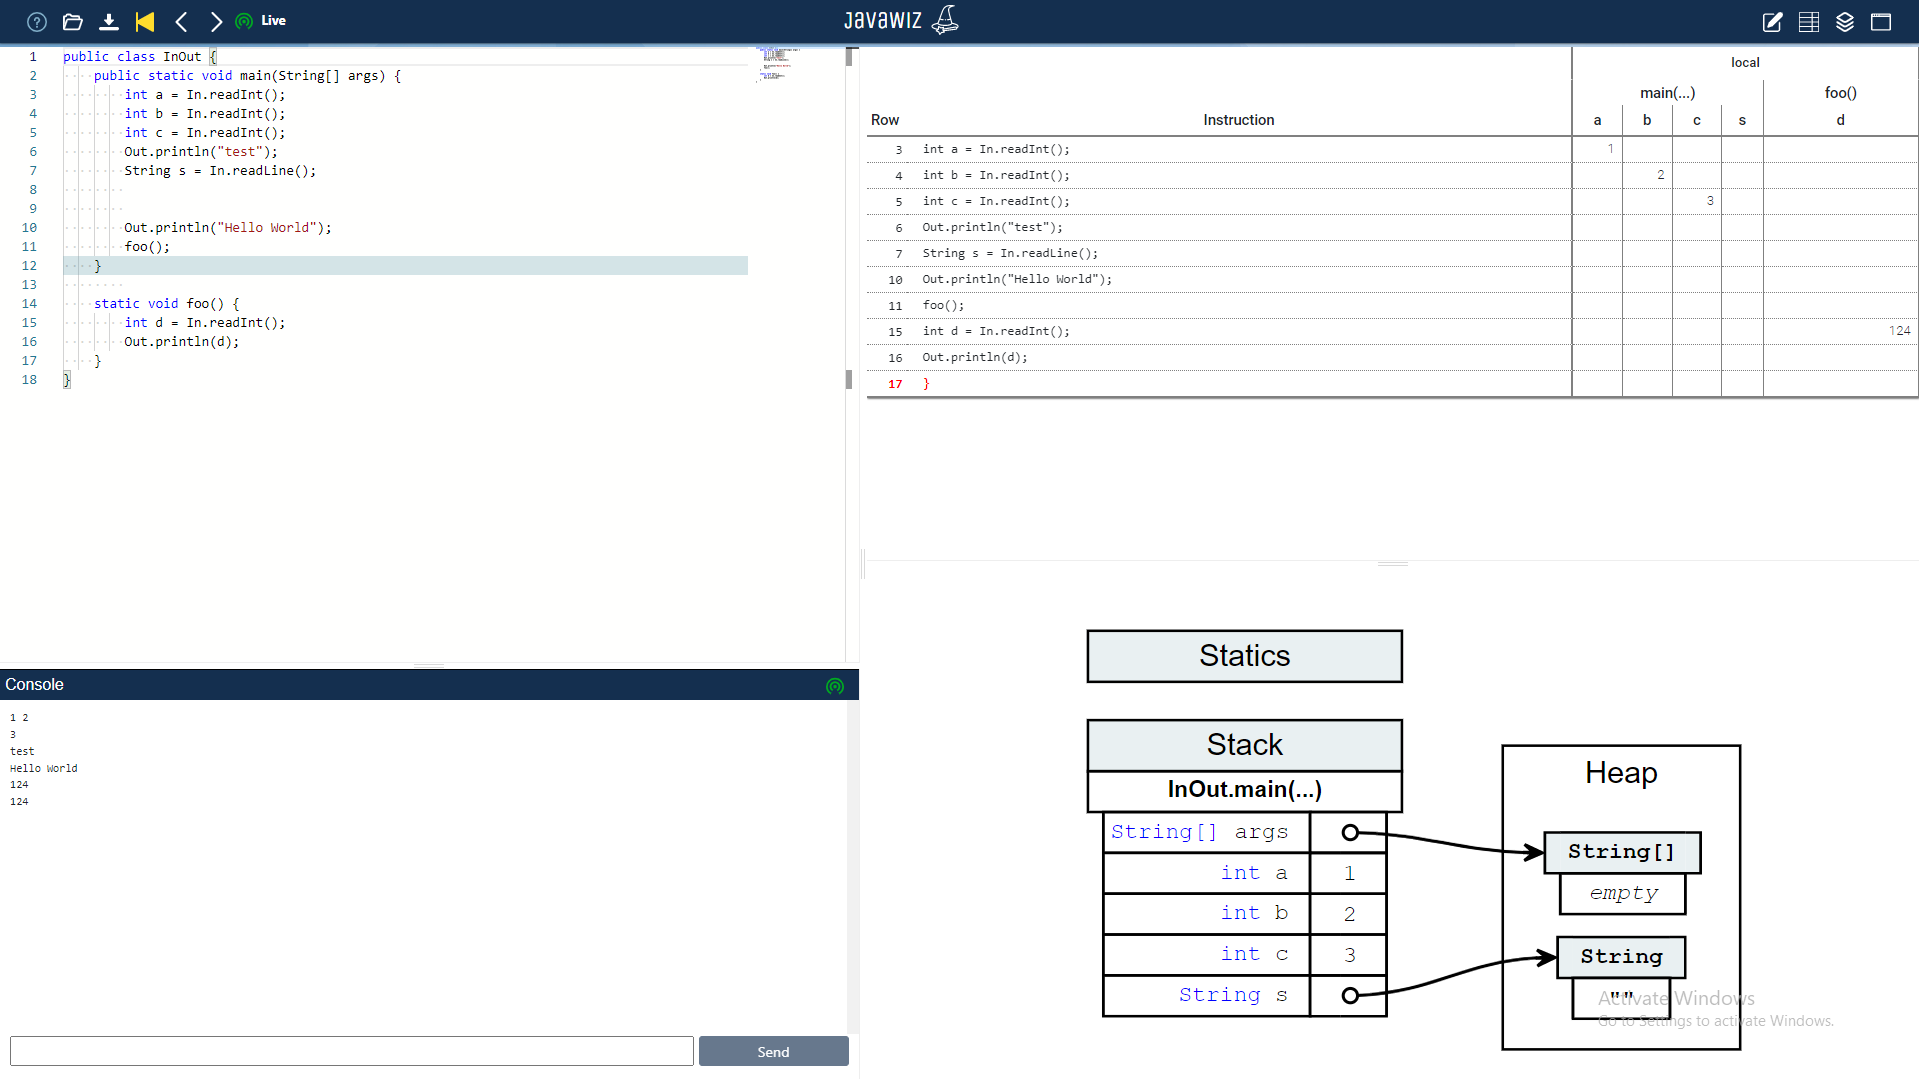 ? Live
JavaWiz
1 public class InOut {
2 public static void main(String[] args) {
3 int a = In.readInt();
4 int b = In.readInt();
5 int c = In.readInt();
6 Out.println("test");
7 String s = In.readLine();
8
9
10 Out.println("Hello World");
11 foo();
12 }
13
14 static void foo() {
15 int d = In.readInt();
16 Out.println(d);
17 }
18 }
Console
1 2
3
test
Hello World
124
124
Send
local
main(...) foo()
Row Instruction a b c s d
3 int a = In.readInt(); 1
4 int b = In.readInt(); 2
5 int c = In.readInt(); 3
6 Out.println("test");
7 String s = In.readLine();
10 Out.println("Hello World");
11 foo();
15 int d = In.readInt(); 124
16 Out.println(d);
17 }
Statics
Stack
InOut.main(...)
String[] args
int a 1
int b 2
int c 3
String s
Heap
String[]
empty
String
""
Activate Windows
Go to Settings to activate Windows.